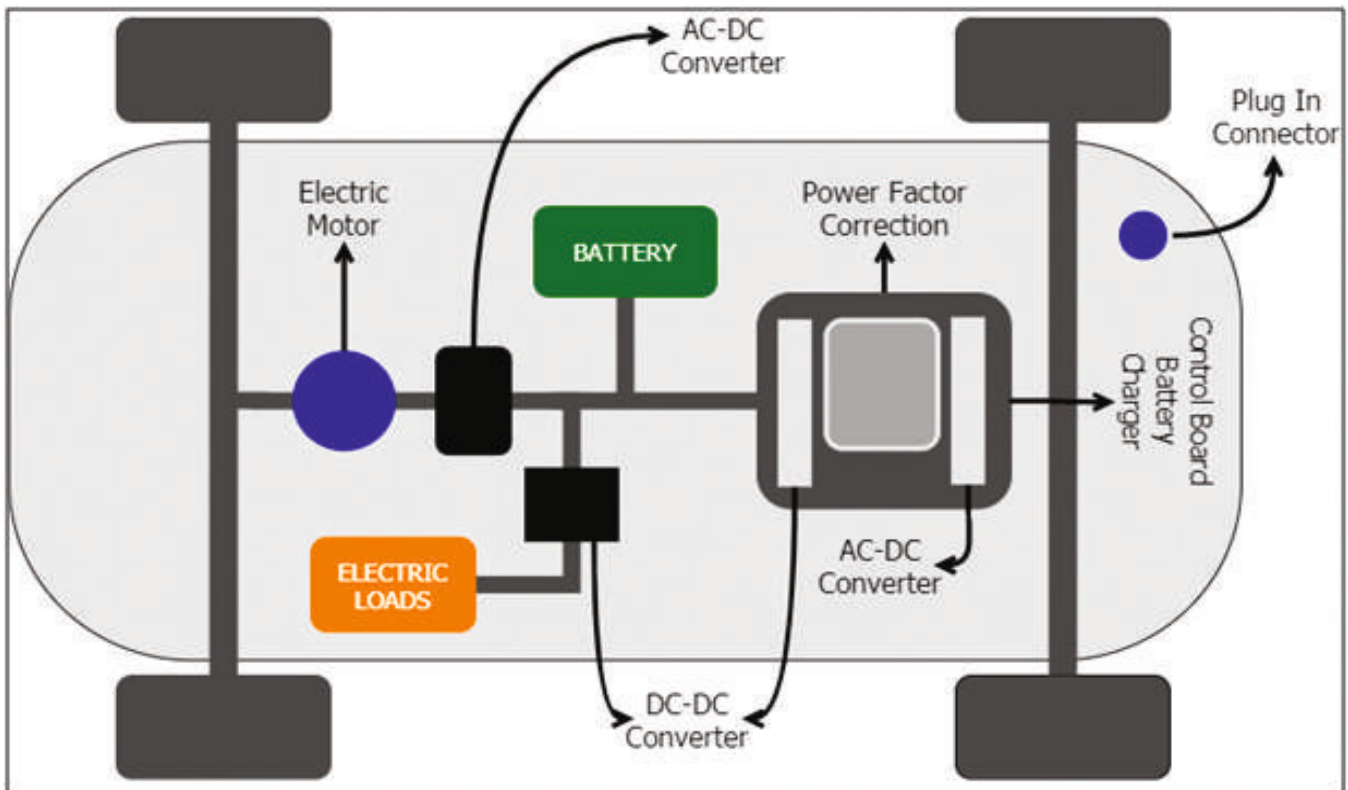 AC-DC
Converter
Plug In
Connector
Electric
Motor
BATTERY
Power Factor
Correction
Control Board
Battery
Charger
ELECTRIC
LOADS
AC-DC
Converter
DC-DC
Converter